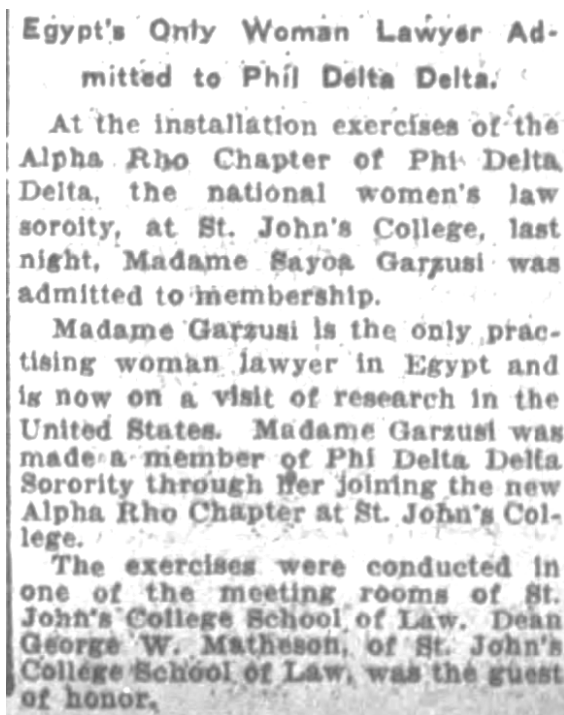 Egypt's Only Woman Lawyer Ad-
mitted to Phil Delta Delta.
At the installation exercises of the
Alpha Rho Chapter of Phi Delta
Delta, the national women's law
soroity, at St. John's College, last
night, Madame Sayoa Garzusi was
admitted to membership.
Madame Garzusi is the only prac-
tising woman lawyer in Egypt and
is now on a visit of research in the
United States. Madame Garzusi was
made a member of Phi Delta Delta
Sorority through her joining the new
Alpha Rho Chapter at St. John's Col-
lege.
The exercises were conducted in
one of the meeting rooms of St.
John's College School of Law. Dean
George W. Matheson, of St. John's
College School of Law, was the guest
of honor.